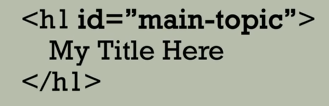 <h1 id=”main-topic”>
My Title Here
</h1>